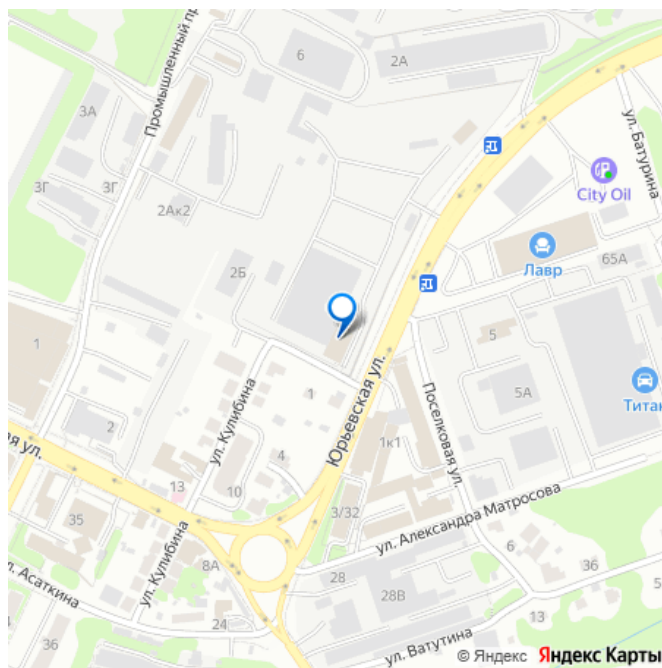 Промышленный пр
6
2А
3А
ул. Батурина
City Oil
3Г
3Г
2Ак2
2Б
Лавр
65А
5
1
Юрьевская ул.
5А
Титан
1
ул. Кулибина
Поселковая ул.
2
1к1
ая ул.
4
13
10
3/32
ул. Александра Матросова
35
ул. Кулибина
8А
6
36
5
28
ул. Асаткина
28В
13
24
36
ул. Ватутина
© Яндекс Яндекс Карты